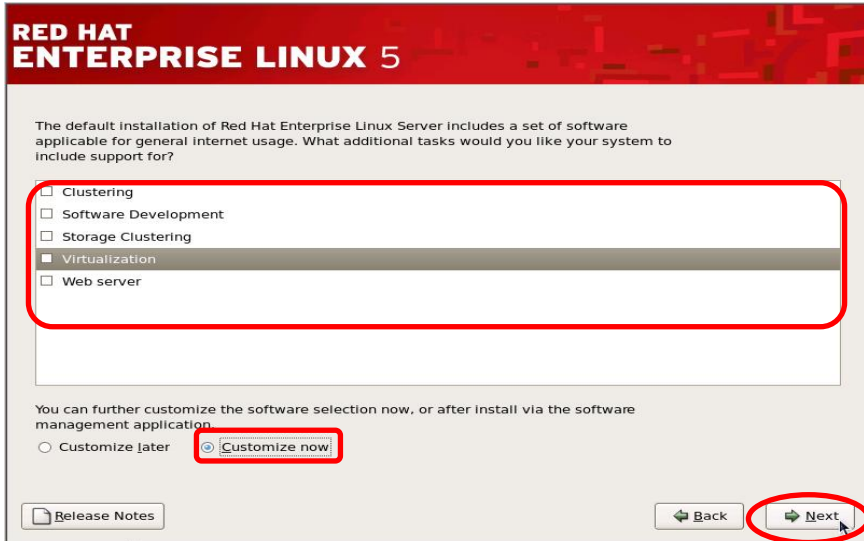 RED HAT
ENTERPRISE LINUX 5
The default installation of Red Hat Enterprise Linux Server includes a set of software
applicable for general internet usage. What additional tasks would you like your system to
include support for?
Clustering
Software Development
Storage Clustering
Virtualization
Web server
You can further customize the software selection now, or after install via the software
management application.
Customize later Customize now
Release Notes Back Next